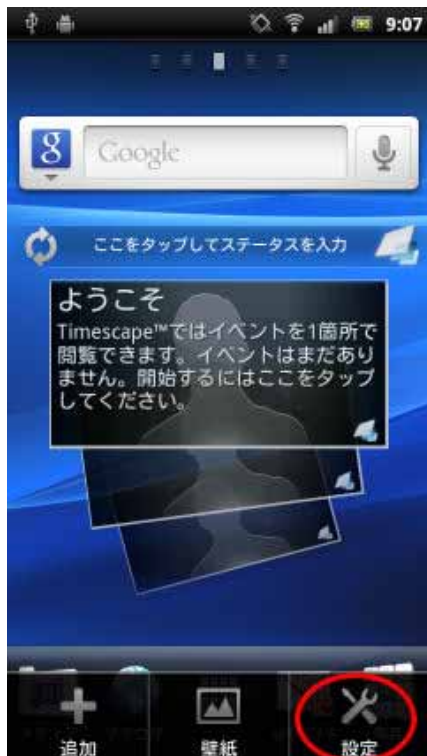 9:07
8 Google
ここをタップしてステータスを入力
ようこそ
Timescape™ではイベントを1箇所で
閲覧できます。イベントはまだあり
ません。開始するにはここをタップ
してください。
追加 壁紙 設定